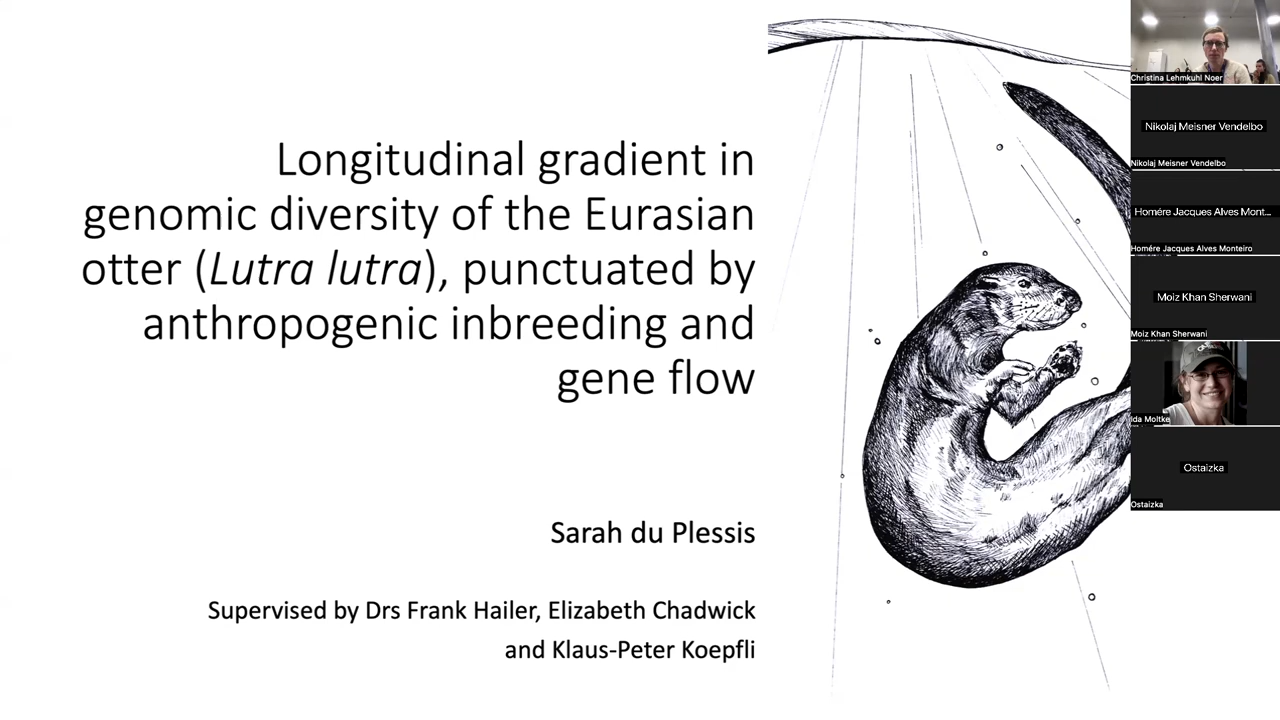 Longitudinal gradient in
genomic diversity of the Eurasian
otter (Lutra lutra), punctuated by
anthropogenic inbreeding and
gene flow
Sarah du Plessis
Supervised by Drs Frank Hailer, Elizabeth Chadwick
and Klaus-Peter Koepfli
Christina Lehmkuhl Noer
Nikolaj Meisner Vendelbo
Nikolaj Meisner Vendelbo
Homére Jacques Alves Mont...
Homére Jacques Alves Monteiro
Moiz Khan Sherwani
Moiz Khan Sherwani
Ida Moltke
Ostaizka
Ostaizka